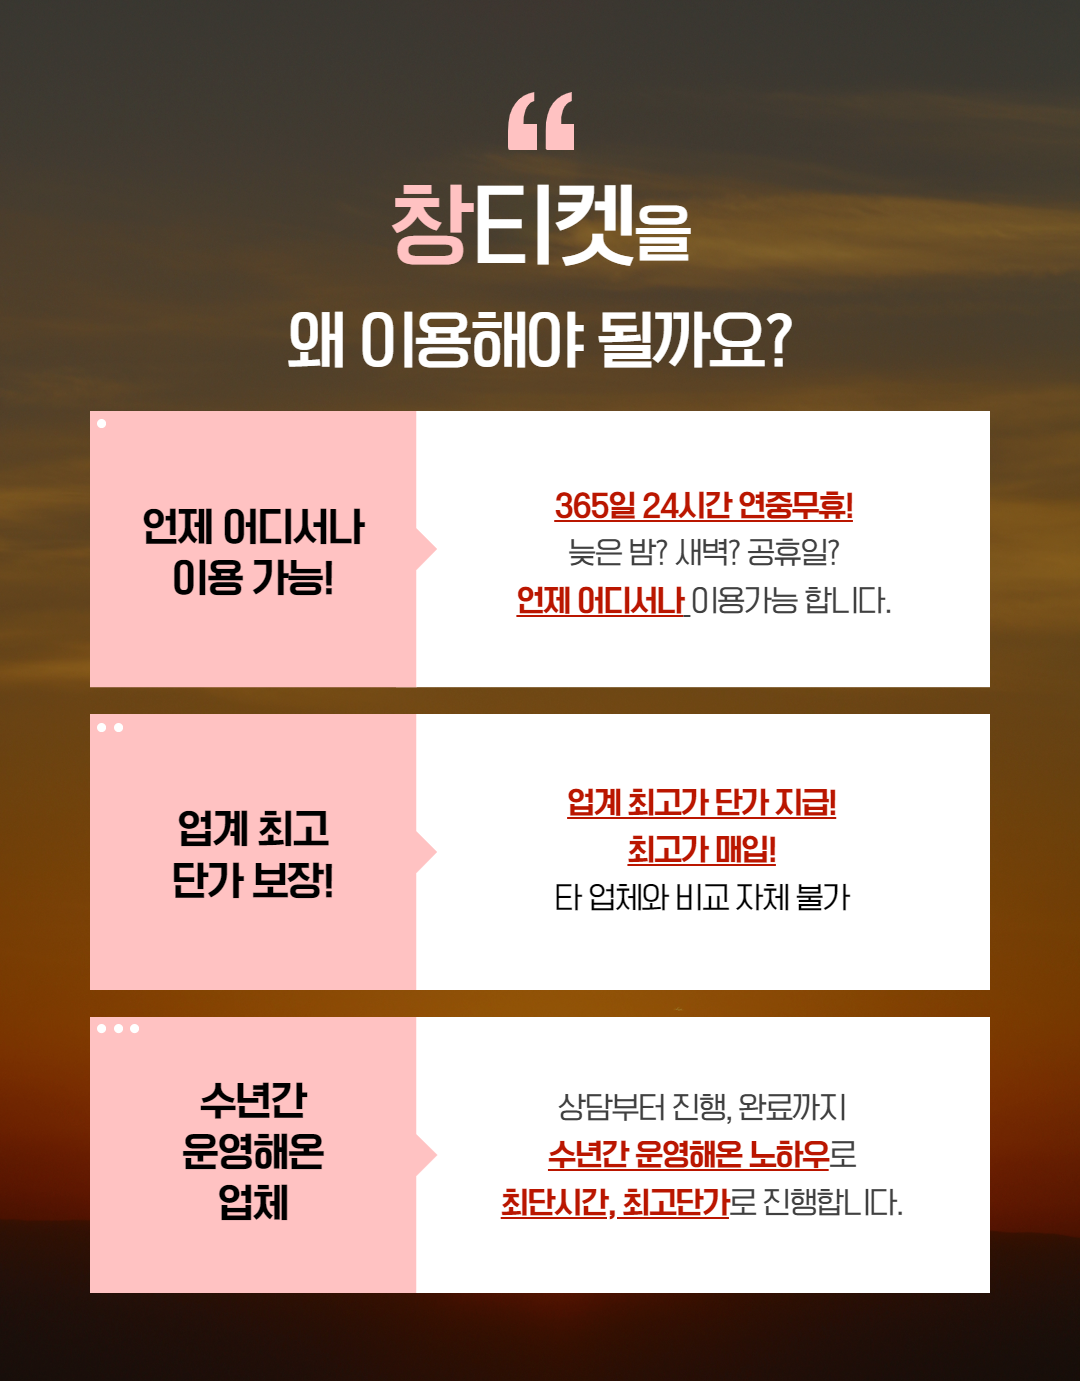 “
창티켓을
왜 이용해야 될까요?
언제 어디서나
이용 가능!
365일 24시간 연중무휴!
늦은 밤? 새벽? 공휴일?
언제 어디서나 이용가능 합니다.
업계 최고
단가 보장!
업계 최고가 단가 지급!
최고가 매입!
타 업체와 비교 자체 불가
수년간
운영해온
업체
상담부터 진행, 완료까지
수년간 운영해온 노하우로
최단시간, 최고단가로 진행합니다.